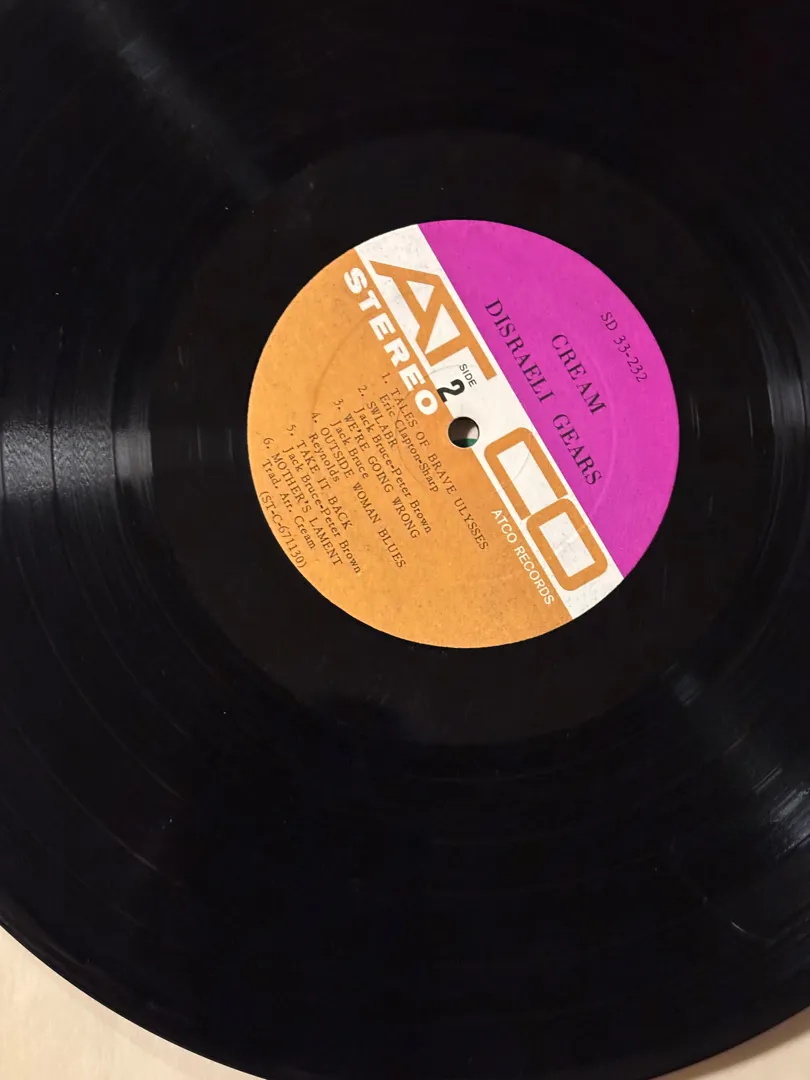 SD 33-232
CREAM
DISRAELI GEARS
ATCO
STEREO
SIDE
2
ATCO RECORDS
1. TALES OF BRAVE ULYSSES
Eric Clapton-Sharp
2. SWLABR
Jack Bruce-Peter Brown
3. WE'RE GOING WRONG
Jack Bruce
4. OUTSIDE WOMAN BLUES
Reynolds
5. TAKE IT BACK
Jack Bruce-Peter Brown
6. MOTHER'S LAMENT
Trad. Arr. Cream
(ST-C-671130)